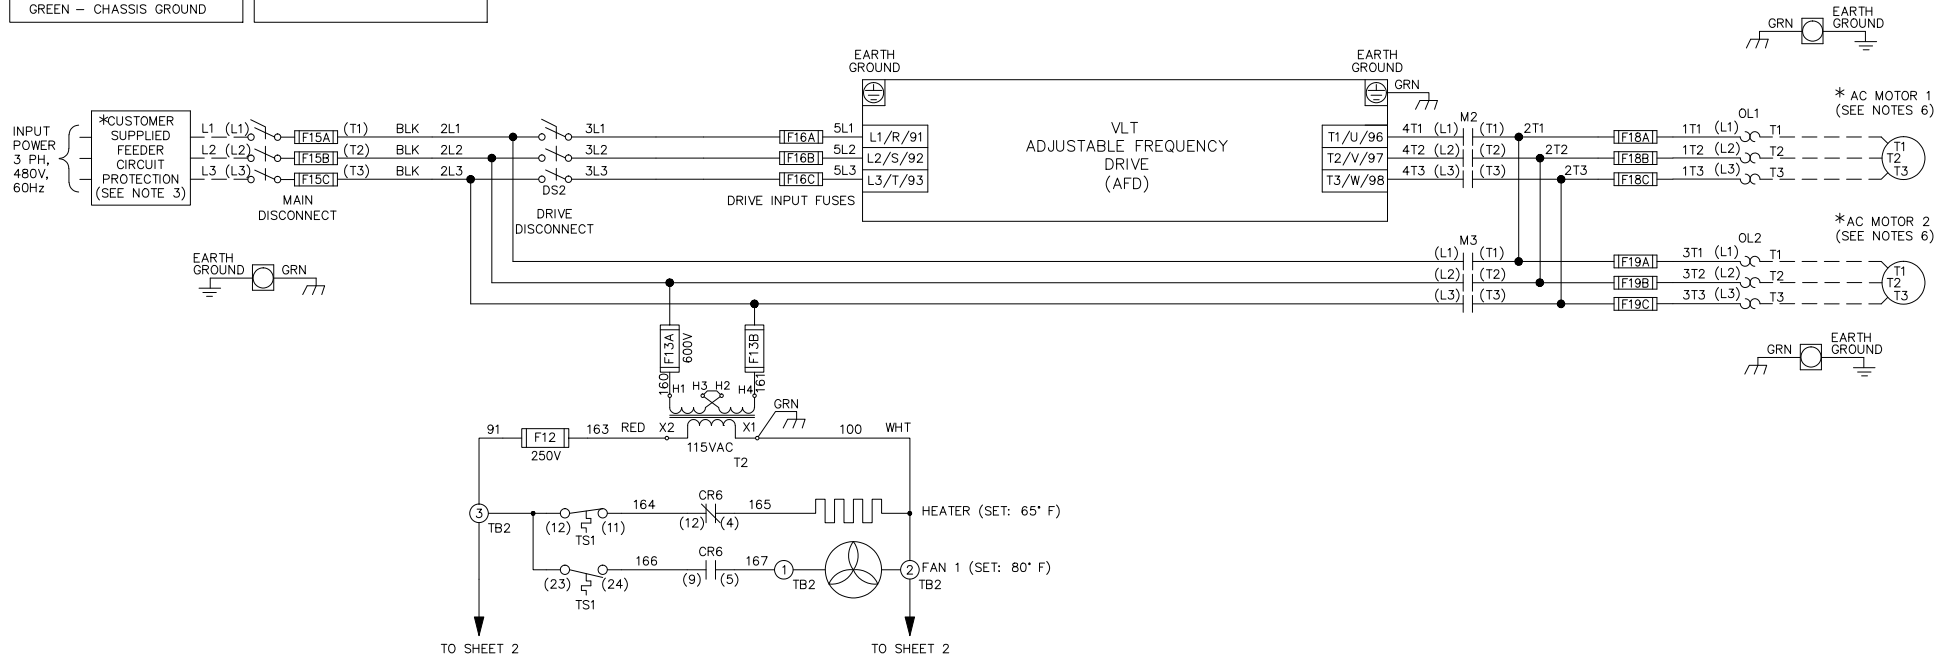 GREEN – CHASSIS GROUND
EARTH
GROUND
GRN
EARTH
GROUND
EARTH
GROUND
GRN
INPUT
POWER
3 PH,
480V,
60Hz
*CUSTOMER
SUPPLIED
FEEDER
CIRCUIT
PROTECTION
(SEE NOTE 3)
L1 (L1) F15A (T1) BLK 2L1
L2 (L2) F15B (T2) BLK 2L2
L3 (L3) F15C (T3) BLK 2L3
MAIN
DISCONNECT
3L1
3L2
3L3
DS2
DRIVE
DISCONNECT
F16A 5L1 L1/R/91
F16B 5L2 L2/S/92
F16C 5L3 L3/T/93
DRIVE INPUT FUSES
VLT
ADJUSTABLE FREQUENCY
DRIVE
(AFD)
M2
T1/U/96 4T1 (L1) (T1) 2T1
T2/V/97 4T2 (L2) (T2) 2T2
T3/W/98 4T3 (L3) (T3) 2T3
OL1
F18A 1T1 (L1) T1
F18B 1T2 (L2) T2
F18C 1T3 (L3) T3
* AC MOTOR 1
(SEE NOTES 6)
T1
T2
T3
EARTH
GROUND
GRN
M3
(L1) (T1)
(L2) (T2)
(L3) (T3)
OL2
F19A 3T1 (L1) T1
F19B 3T2 (L2) T2
F19C 3T3 (L3) T3
* AC MOTOR 2
(SEE NOTES 6)
T1
T2
T3
GRN
EARTH
GROUND
F13A
600V
F13B
160
161
H1 H3 H2 H4
GRN
91 F12 163 RED X2 X1 100 WHT
250V
115VAC
T2
3
TB2
(12) (11)
TS1
164
CR6
(12) (4)
165
HEATER (SET: 65° F)
(23) (24)
TS1
166
CR6
(9) (5)
167
1
TB2
2
TB2
FAN 1 (SET: 80° F)
TO SHEET 2
TO SHEET 2